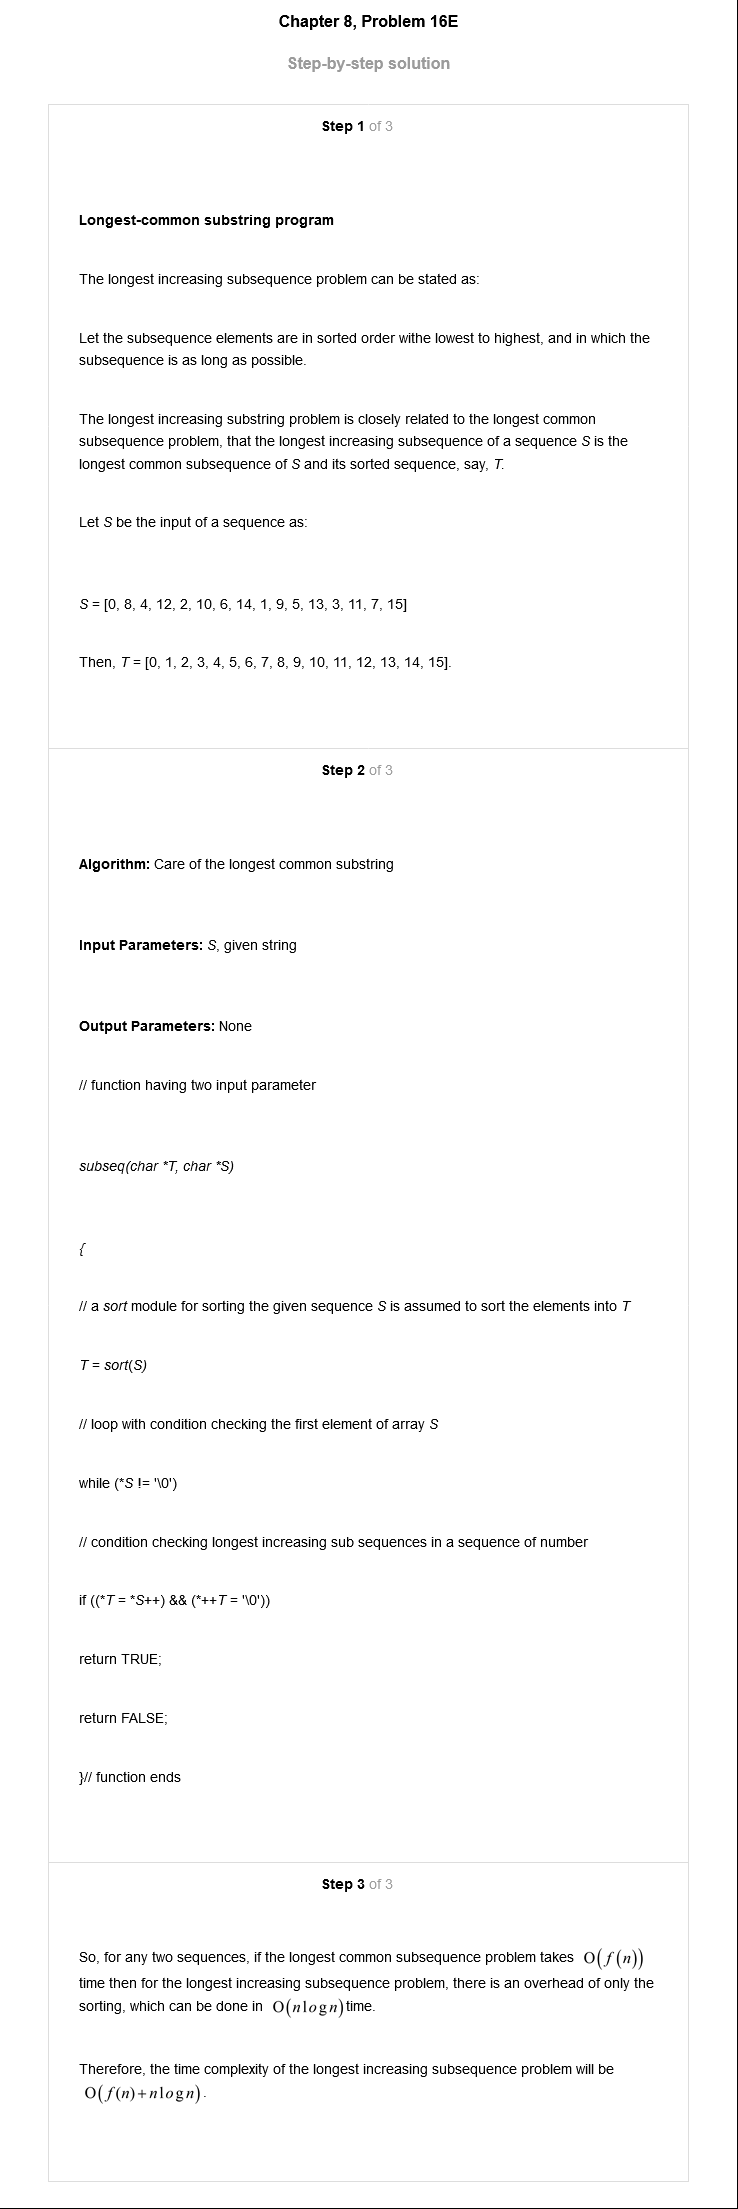 Chapter 8, Problem 16E
Step-by-step solution
Step 1 of 3
Longest-common substring program
The longest increasing subsequence problem can be stated as:
Let the subsequence elements are in sorted order withe lowest to highest, and in which the
subsequence is as long as possible.
The longest increasing substring problem is closely related to the longest common
subsequence problem, that the longest increasing subsequence of a sequence S is the
longest common subsequence of S and its sorted sequence, say, T.
Let S be the input of a sequence as:
S = [0, 8, 4, 12, 2, 10, 6, 14, 1, 9, 5, 13, 3, 11, 7, 15]
Then, T = [0, 1, 2, 3, 4, 5, 6, 7, 8, 9, 10, 11, 12, 13, 14, 15].
Step 2 of 3
Algorithm: Care of the longest common substring
Input Parameters: S, given string
Output Parameters: None
// function having two input parameter
subseq(char *T, char *S)
{
// a sort module for sorting the given sequence S is assumed to sort the elements into T
T = sort(S)
// loop with condition checking the first element of array S
while (*S != '\0')
// condition checking longest increasing sub sequences in a sequence of number
if ((*T = *S++) && (*++T = '\0'))
return TRUE;
return FALSE;
}// function ends
Step 3 of 3
So, for any two sequences, if the longest common subsequence problem takes O(f(n))
time then for the longest increasing subsequence problem, there is an overhead of only the
sorting, which can be done in O(nlogn) time.
Therefore, the time complexity of the longest increasing subsequence problem will be
O(f(n)+nlogn).